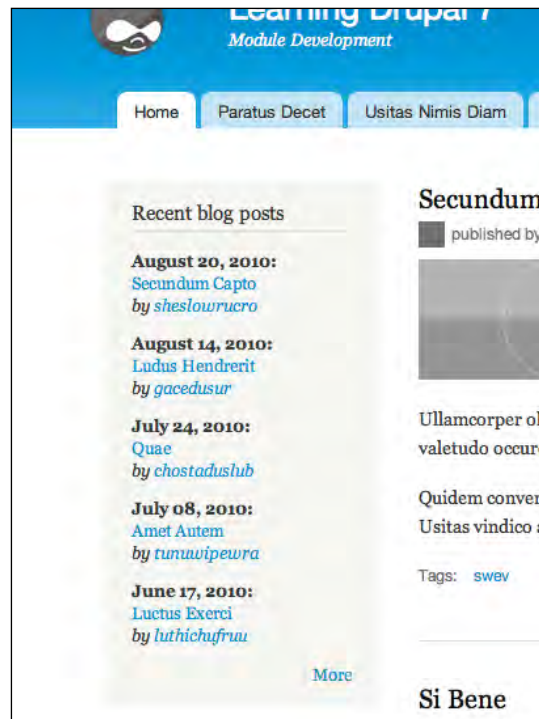 Learning Drupal 7
Module Development
Home
Paratus Decet
Usitas Nimis Diam
Recent blog posts
August 20, 2010:
Secundum Capto
by sheslowrucro
August 14, 2010:
Ludus Hendrerit
by gacedusur
July 24, 2010:
Quae
by chostaduslub
July 08, 2010:
Amet Autem
by tunuwipewra
June 17, 2010:
Luctus Exerci
by luthichufruu
More
Secundum
published by
Ullamcorper
valetudo
Quidem
Usitas vindico
Tags: swev
Si Bene